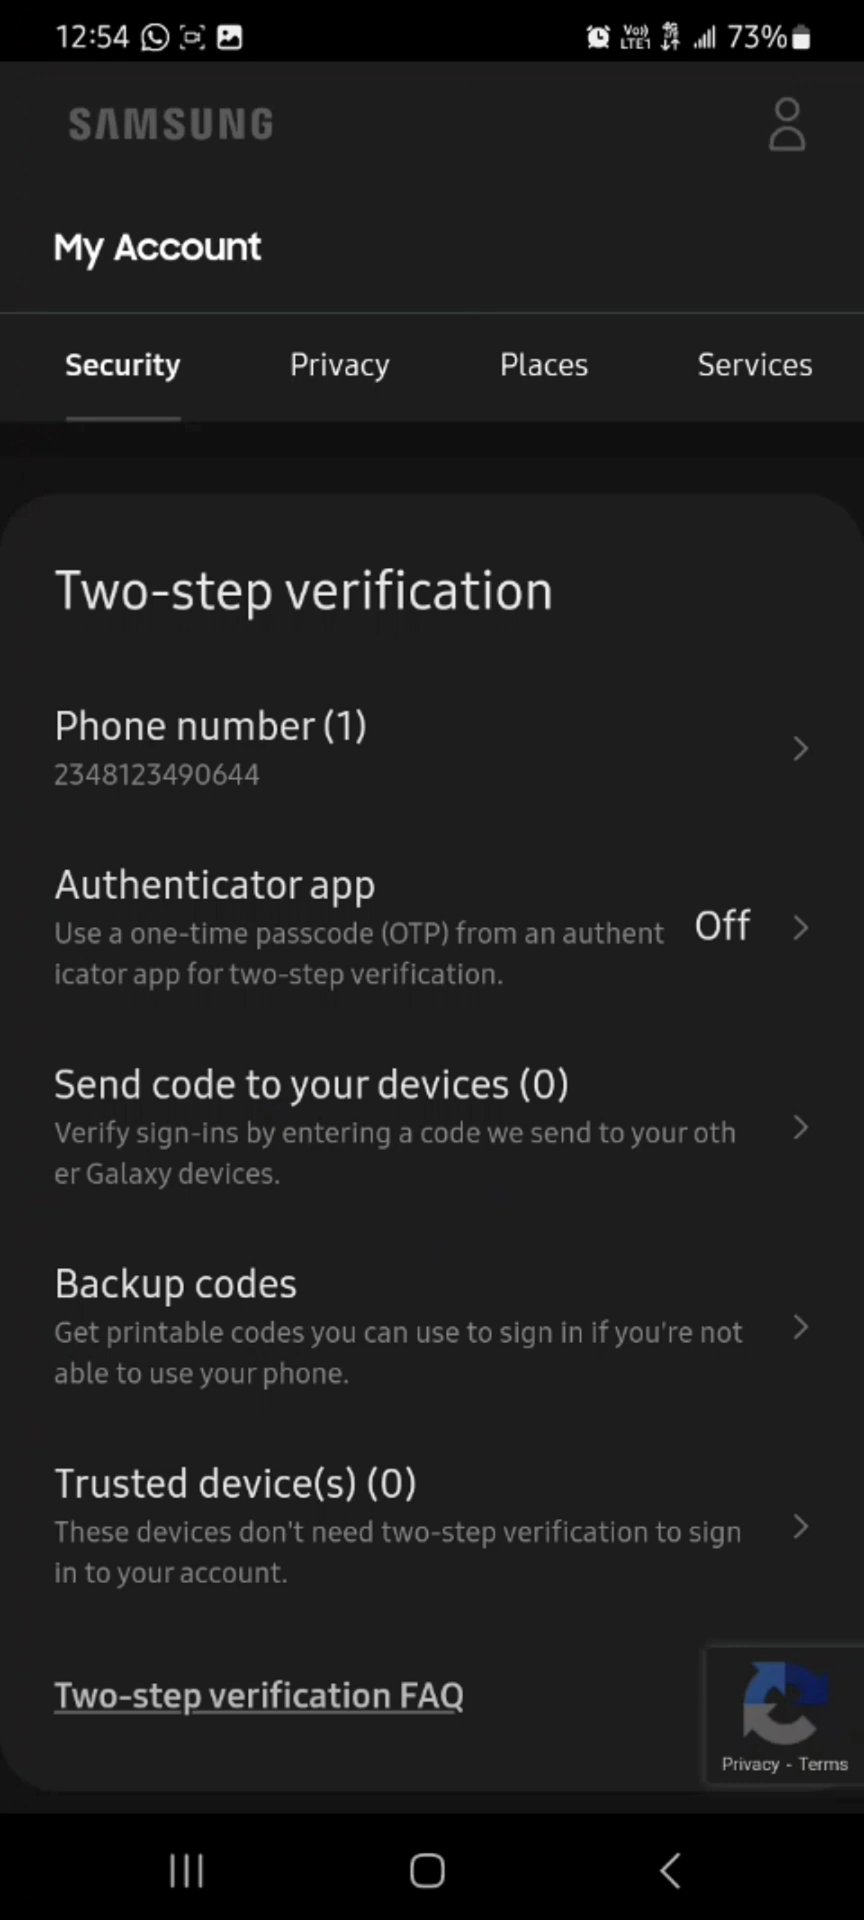 12:54
Vo)) LTE1 4G 73%
SAMSUNG
My Account
Security Privacy Places Services
Two-step verification
Phone number (1)
2348123490644
Authenticator app
Use a one-time passcode (OTP) from an authent
icator app for two-step verification.
Off
Send code to your devices (0)
Verify sign-ins by entering a code we send to your oth
er Galaxy devices.
Backup codes
Get printable codes you can use to sign in if you're not
able to use your phone.
Trusted device(s) (0)
These devices don't need two-step verification to sign
in to your account.
Two-step verification FAQ
Privacy - Terms